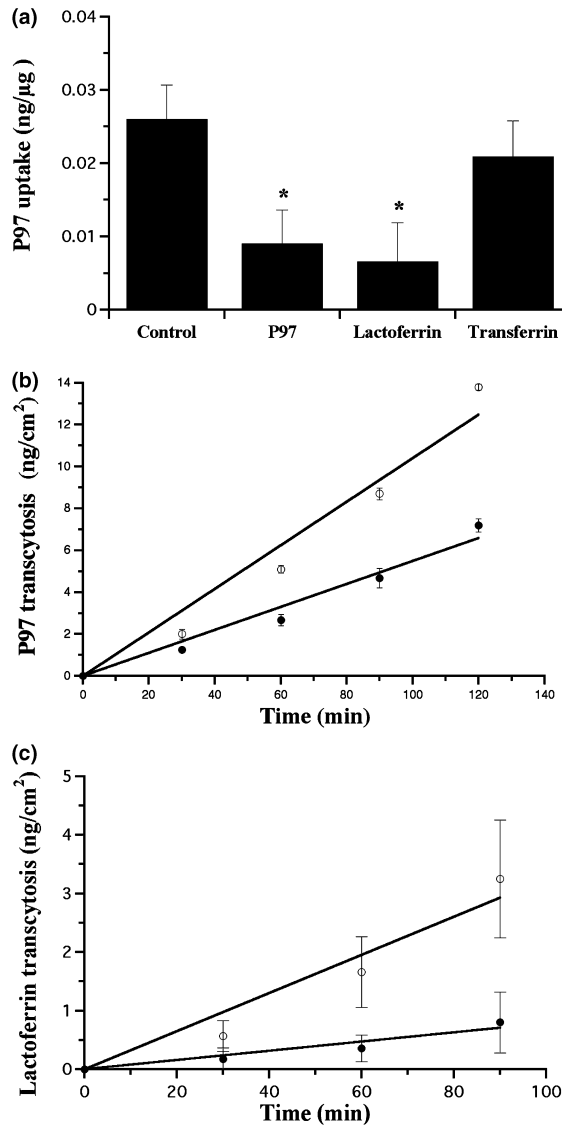 (a)
P97 uptake (ng/µg)
0.04
0.03
0.02
0.01
0
*
*
Control P97 Lactoferrin Transferrin
(b)
P97 transcytosis (ng/cm²)
14
12
10
8
6
4
2
0
0 20 40 60 80 100 120 140
Time (min)
(c)
Lactoferrin transcytosis (ng/cm²)
5
4
3
2
1
0
0 20 40 60 80 100
Time (min)